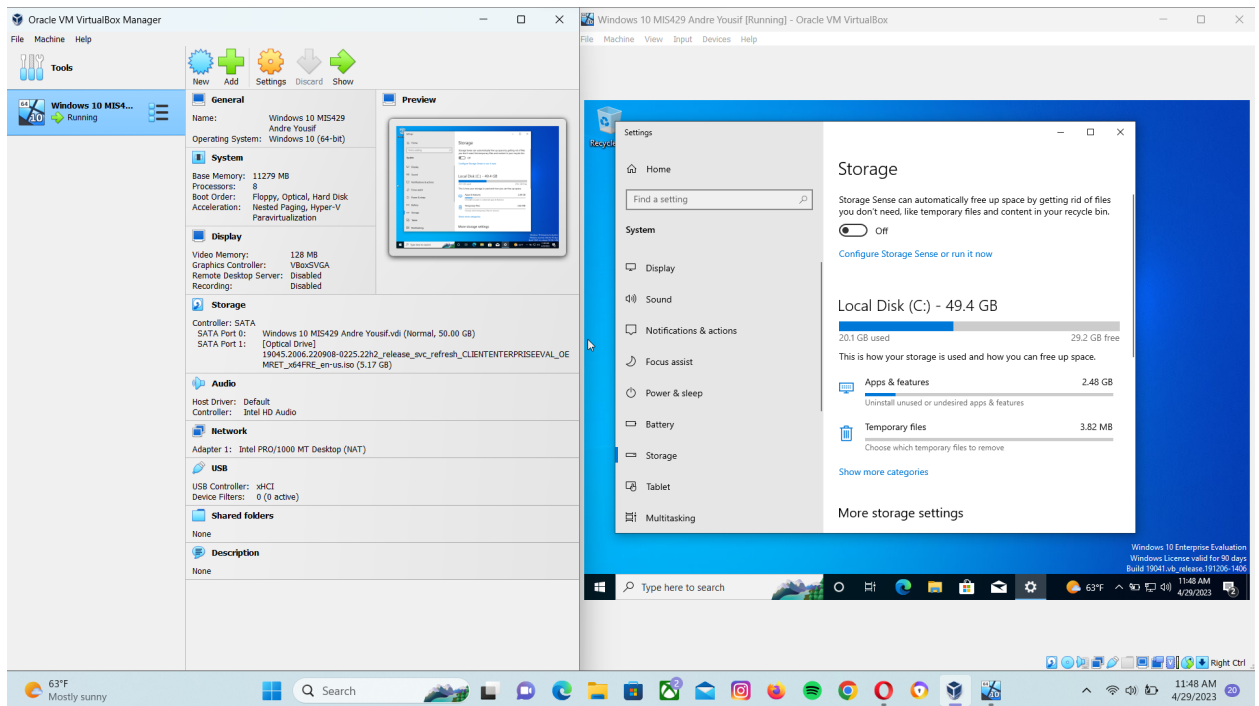 Oracle VM VirtualBox Manager
File Machine Help
Tools
New Add Settings Discard Show
64
10
Windows 10 MIS4...
Running
General
Name: Windows 10 MIS429
Andre Yousif
Operating System: Windows 10 (64-bit)
System
Base Memory: 11279 MB
Processors: 8
Boot Order: Floppy, Optical, Hard Disk
Acceleration: Nested Paging, Hyper-V
Paravirtualization
Display
Video Memory: 128 MB
Graphics Controller: VBoxSVGA
Remote Desktop Server: Disabled
Recording: Disabled
Storage
Controller: SATA
SATA Port 0: Windows 10 MIS429 Andre Yousif.vdi (Normal, 50.00 GB)
SATA Port 1: [Optical Drive]
19045.2006.220908-0225.22h2_release_svc_refresh_CLIENTENTERPRISEEVAL_OE
MRET_x64FRE_en-us.iso (5.17 GB)
Audio
Host Driver: Default
Controller: Intel HD Audio
Network
Adapter 1: Intel PRO/1000 MT Desktop (NAT)
USB
USB Controller: xHCI
Device Filters: 0 (0 active)
Shared folders
None
Description
None
Preview
Windows 10 MIS429 Andre Yousif [Running] - Oracle VM VirtualBox
File Machine View Input Devices Help
Recycle
Settings
Home
Find a setting
System
Display
Sound
Notifications & actions
Focus assist
Power & sleep
Battery
Storage
Tablet
Multitasking
Storage
Storage Sense can automatically free up space by getting rid of files
you don't need, like temporary files and content in your recycle bin.
Off
Configure Storage Sense or run it now
Local Disk (C:) - 49.4 GB
20.1 GB used 29.2 GB free
This is how your storage is used and how you can free up space.
Apps & features 2.48 GB
Uninstall unused or undesired apps & features
Temporary files 3.82 MB
Choose which temporary files to remove
Show more categories
More storage settings
Windows 10 Enterprise Evaluation
Windows License valid for 90 days
Build 19041.vb_release.191206-1406
Type here to search
63°F
11:48 AM
4/29/2023
2
Right Ctrl
63°F
Mostly sunny
Search
2
11:48 AM
4/29/2023
20